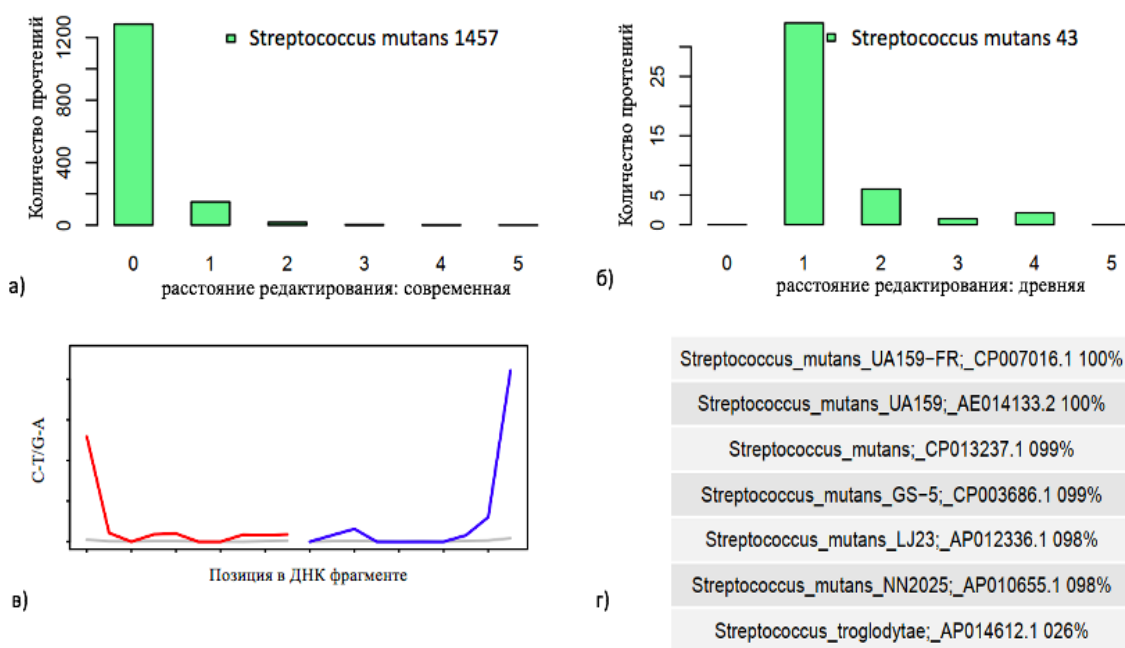 Количество прочтений
1200
800
400
0
Streptococcus mutans 1457
0 1 2 3 4 5
расстояние редактирования: современная
а)
Количество прочтений
25
15
5
0
Streptococcus mutans 43
0 1 2 3 4 5
расстояние редактирования: древняя
б)
C-T/G-A
Позиция в ДНК фрагменте
в)
Streptococcus_mutans_UA159−FR;_CP007016.1 100%
Streptococcus_mutans_UA159;_AE014133.2 100%
Streptococcus_mutans;_CP013237.1 099%
Streptococcus_mutans_GS−5;_CP003686.1 099%
Streptococcus_mutans_LJ23;_AP012336.1 098%
Streptococcus_mutans_NN2025;_AP010655.1 098%
Streptococcus_troglodytae;_AP014612.1 026%
г)